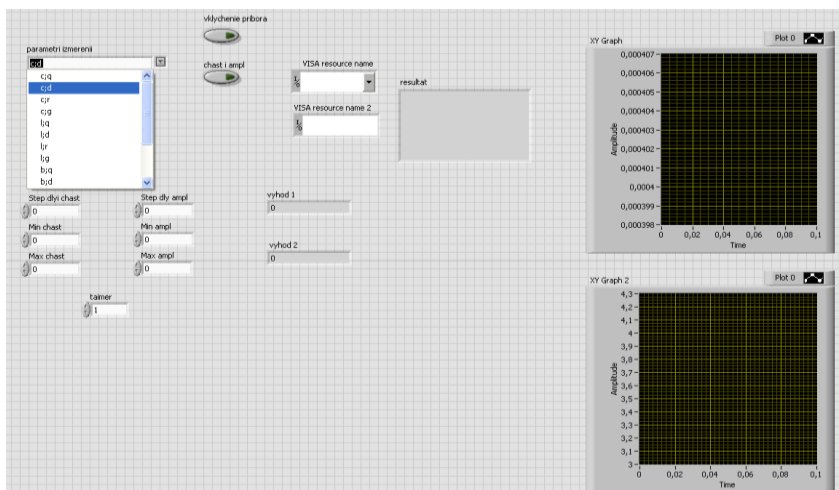 vklychenie pribora
parametri izmerenii
c;d
c;q
c;d
c;r
c;g
l;q
l;d
l;r
l;g
b;q
b;d
chast i ampl
VISA resource name
VISA resource name 2
resultat
Step dlyi chast
0
Step dly ampl
0
Min chast
0
Min ampl
0
Max chast
0
Max ampl
0
taimer
1
vyhod 1
0
vyhod 2
0
XY Graph
Plot 0
0,000407
0,000406
0,000405
0,000404
0,000403
0,000402
0,000401
0,0004
0,000399
0,000398
Amplitude
0 0,02 0,04 0,06 0,08 0,1
Time
XY Graph 2
Plot 0
4,3
4,2
4,1
4
3,9
3,8
3,7
3,6
3,5
3,4
3,3
3,2
3,1
3
Amplitude
0 0,02 0,04 0,06 0,08 0,1
Time